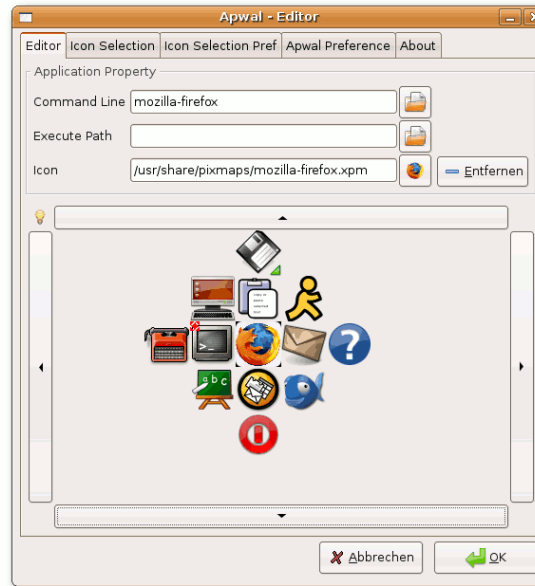 Apwal - Editor
Editor Icon Selection Icon Selection Pref Apwal Preference About
Application Property
Command Line mozilla-firefox
Execute Path
Icon /usr/share/pixmaps/mozilla-firefox.xpm Entfernen
>_
abc
Abbrechen OK